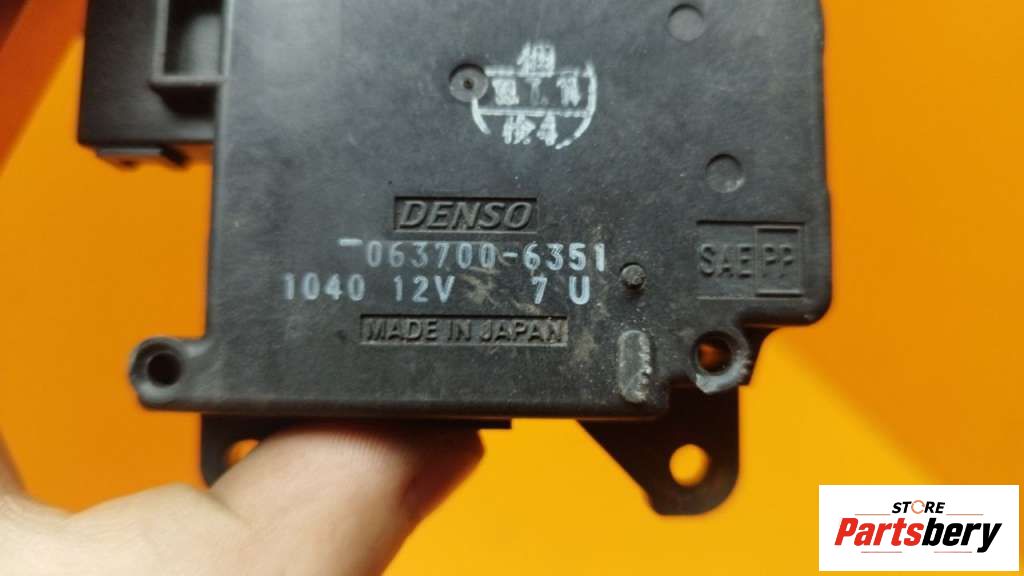 DENSO
063700-6351
1040 12V 7 U
MADE IN JAPAN
SAE PP
STORE
Partsbery